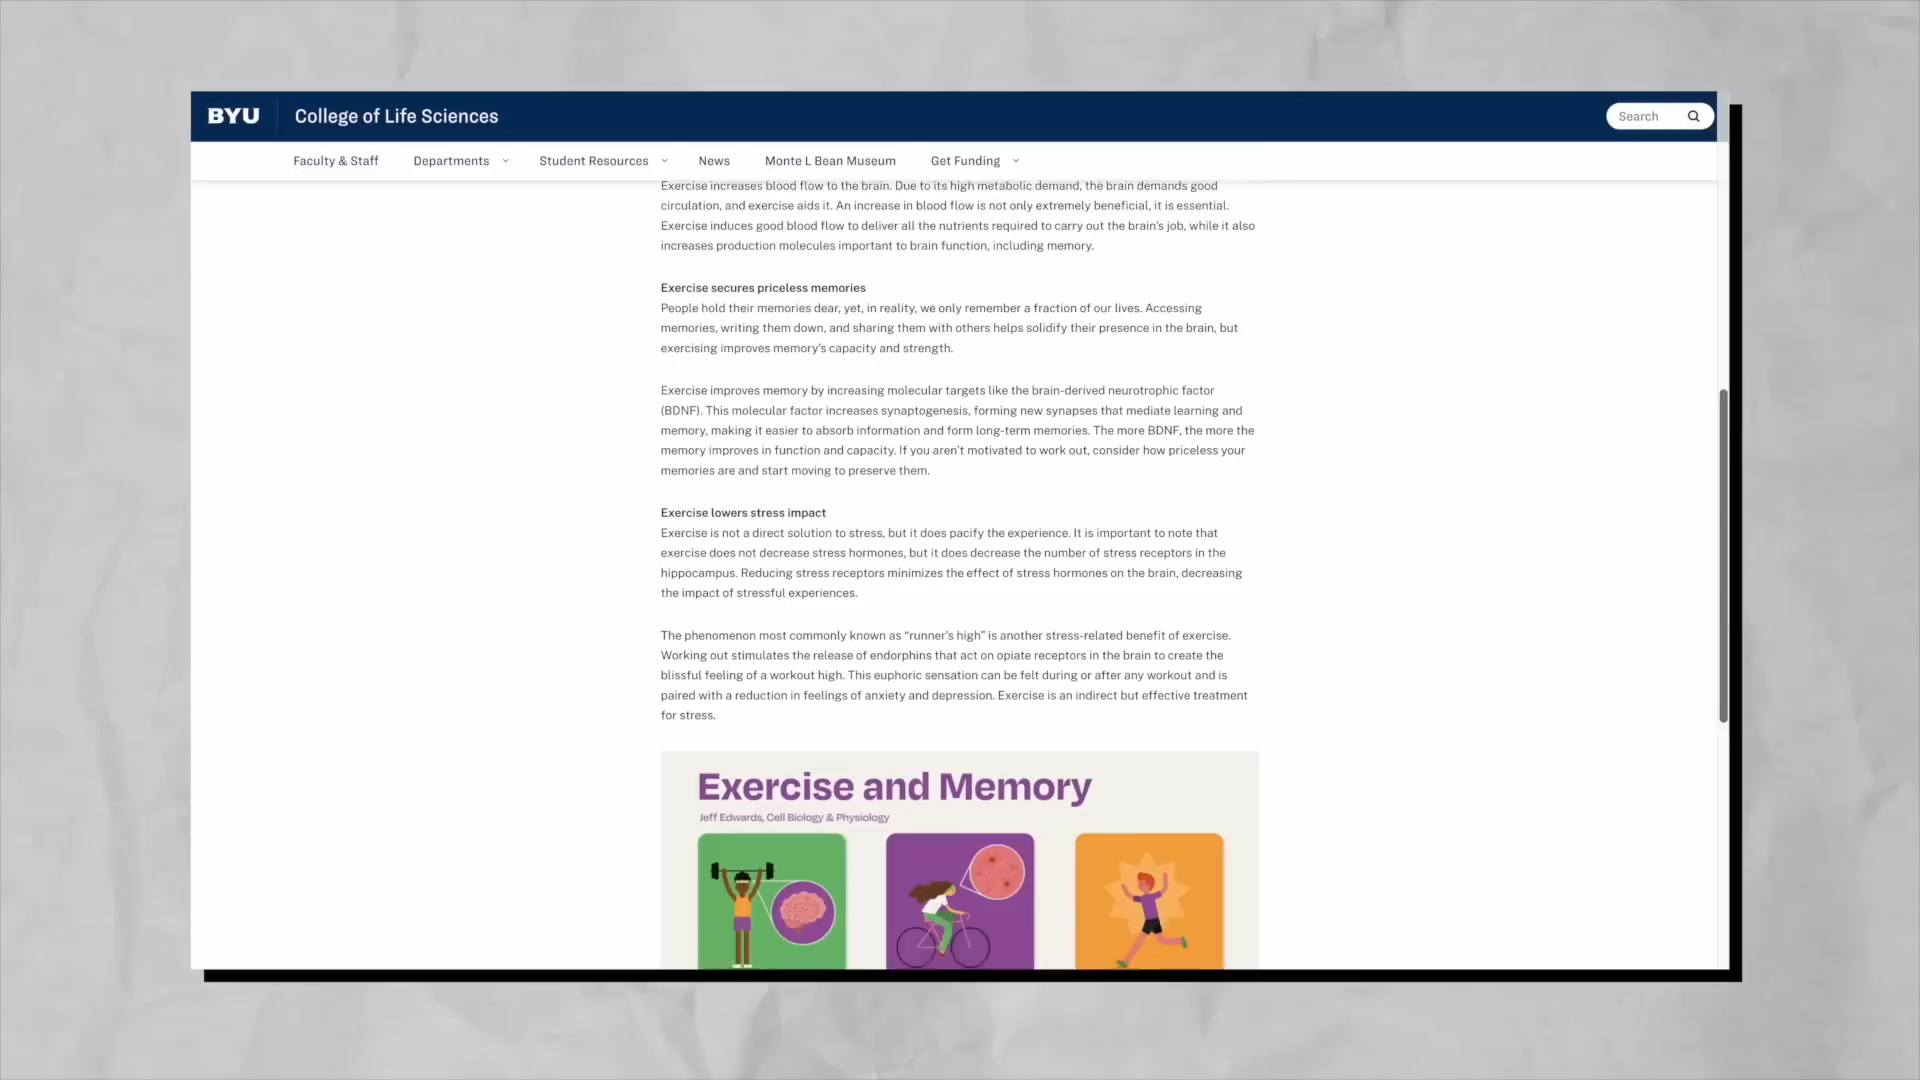 BYU College of Life Sciences Search
Faculty & Staff Departments Student Resources News Monte L Bean Museum Get Funding
Exercise increases blood flow to the brain. Due to its high metabolic demand, the brain demands good
circulation, and exercise aids it. An increase in blood flow is not only extremely beneficial, it is essential.
Exercise induces good blood flow to deliver all the nutrients required to carry out the brain's job, while it also
increases production molecules important to brain function, including memory.
Exercise secures priceless memories
People hold their memories dear, yet, in reality, we only remember a fraction of our lives. Accessing
memories, writing them down, and sharing them with others helps solidify their presence in the brain, but
exercising improves memory's capacity and strength.
Exercise improves memory by increasing molecular targets like the brain-derived neurotrophic factor
(BDNF). This molecular factor increases synaptogenesis, forming new synapses that mediate learning and
memory, making it easier to absorb information and form long-term memories. The more BDNF, the more the
memory improves in function and capacity. If you aren't motivated to work out, consider how priceless your
memories are and start moving to preserve them.
Exercise lowers stress impact
Exercise is not a direct solution to stress, but it does pacify the experience. It is important to note that
exercise does not decrease stress hormones, but it does decrease the number of stress receptors in the
hippocampus. Reducing stress receptors minimizes the effect of stress hormones on the brain, decreasing
the impact of stressful experiences.
The phenomenon most commonly known as “runner's high” is another stress-related benefit of exercise.
Working out stimulates the release of endorphins that act on opiate receptors in the brain to create the
blissful feeling of a workout high. This euphoric sensation can be felt during or after any workout and is
paired with a reduction in feelings of anxiety and depression. Exercise is an indirect but effective treatment
for stress.
Exercise and Memory
Jeff Edwards, Cell Biology & Physiology